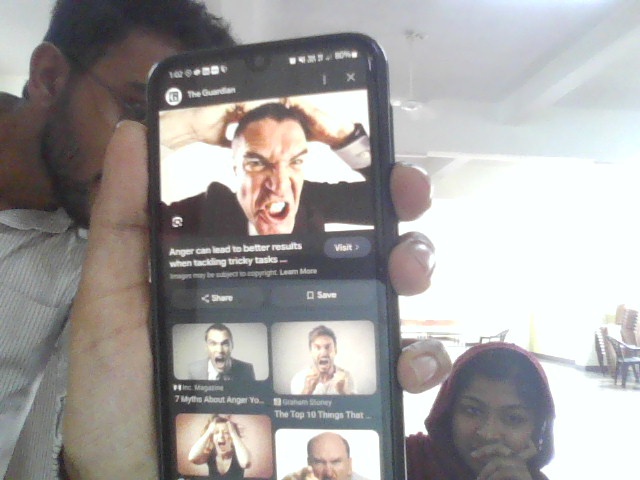 1:02
80%
The Guardian
Anger can lead to better results
when tackling tricky tasks ...
Visit >
Images may be subject to copyright. Learn More
Share
Save
Inc. Magazine
7 Myths About Anger Yo...
Graham Stoney
The Top 10 Things That ...